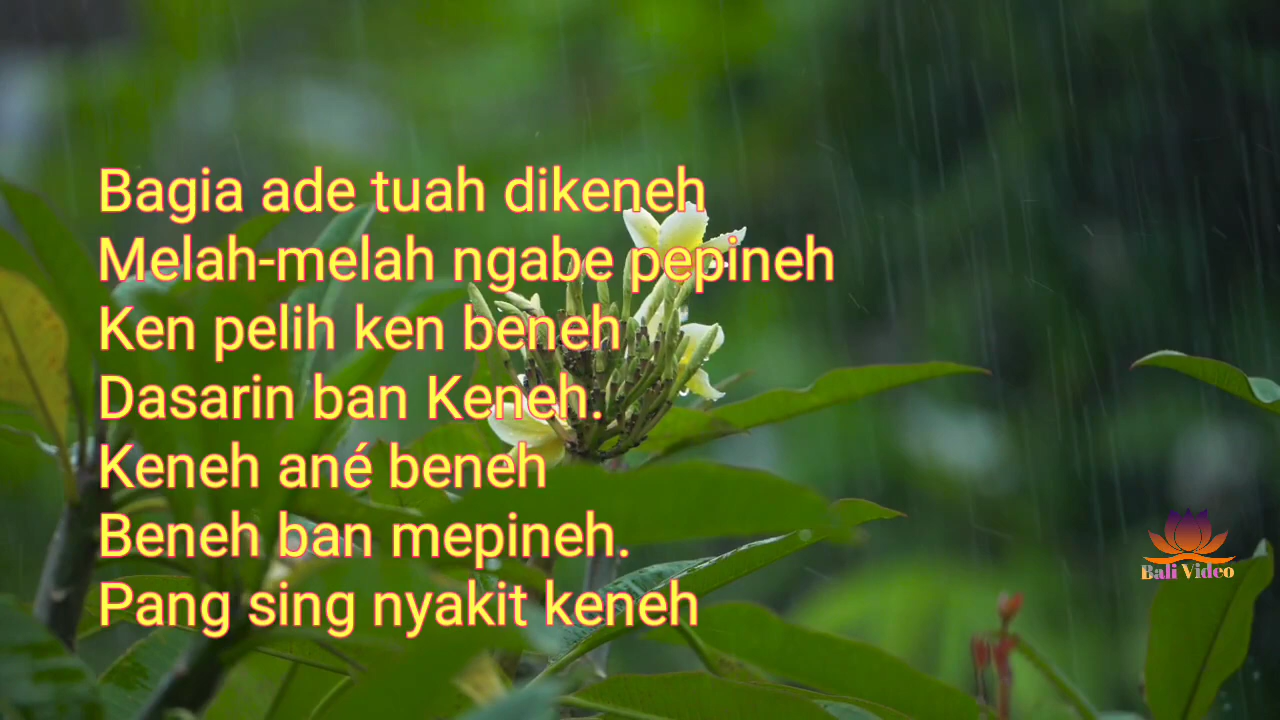 Bagia ade tuah dikeneh
Melah-melah ngabe pepineh
Ken pelih ken beneh
Dasarin ban Keneh.
Keneh ané beneh
Beneh ban mepineh.
Pang sing nyakit keneh
Bali Video